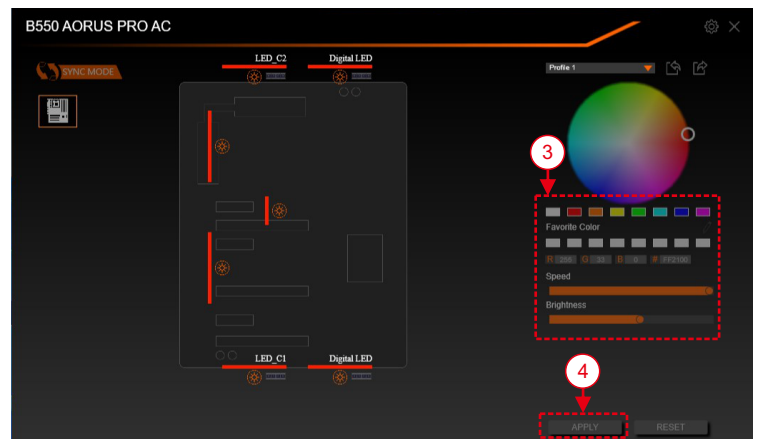 B550 AORUS PRO AC
SYNC MODE
LED_C2
Digital LED
Profile 1
3
Favorite Color
R 255 G 33 B 0 # FF2100
Speed
Brightness
LED_C1
Digital LED
4
APPLY
RESET